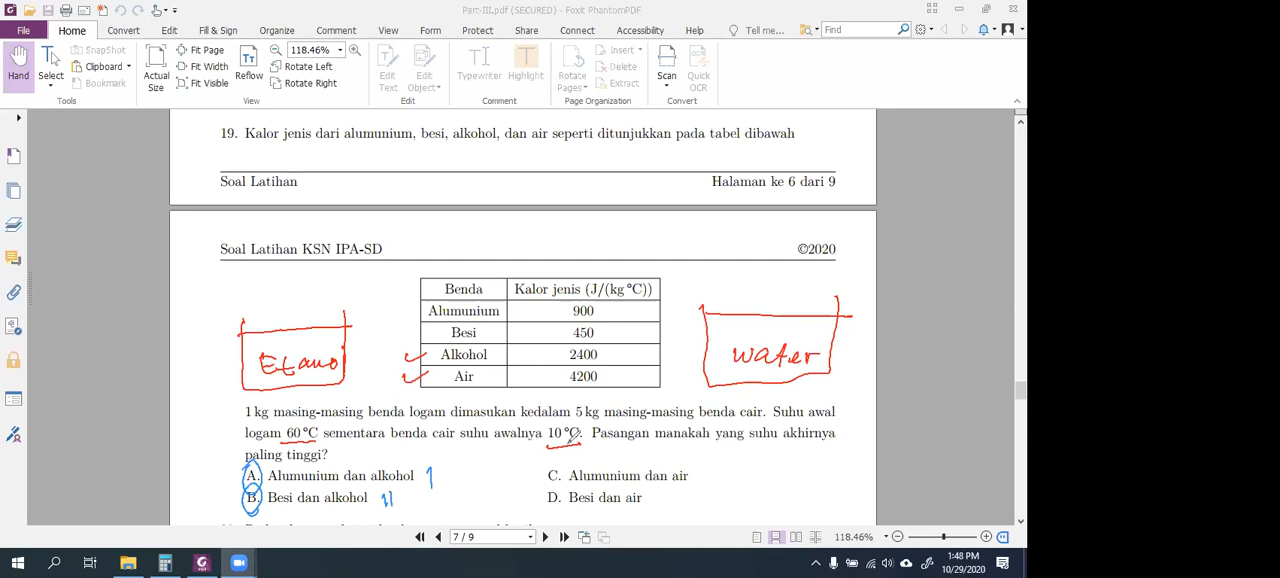 Part-III.pdf (SECURED) - Foxit PhantomPDF
File Home Convert Edit Fill & Sign Organize Comment View Form Protect Share Connect Accessibility Help Tell me... Find
Hand Select SnapShot Clipboard Bookmark Actual Size Fit Page Fit Width Fit Visible Reflow 118.46% Rotate Left Rotate Right Edit Text Edit Object Typewriter Highlight Rotate Pages Insert Delete Extract Scan Quick OCR
Tools View Edit Comment Page Organization Convert
19. Kalor jenis dari alumunium, besi, alkohol, dan air seperti ditunjukkan pada tabel dibawah
Soal Latihan Halaman ke 6 dari 9
Soal Latihan KSN IPA-SD ©2020
Benda Kalor jenis (J/(kg °C))
Alumunium 900
Besi 450
Alkohol 2400
Air 4200
Etano
water
1 kg masing-masing benda logam dimasukan kedalam 5 kg masing-masing benda cair. Suhu awal
logam 60 °C sementara benda cair suhu awalnya 10 °C. Pasangan manakah yang suhu akhirnya
paling tinggi?
A. Alumunium dan alkohol I C. Alumunium dan air
B. Besi dan alkohol II D. Besi dan air
7 / 9 118.46%
1:48 PM
10/29/2020